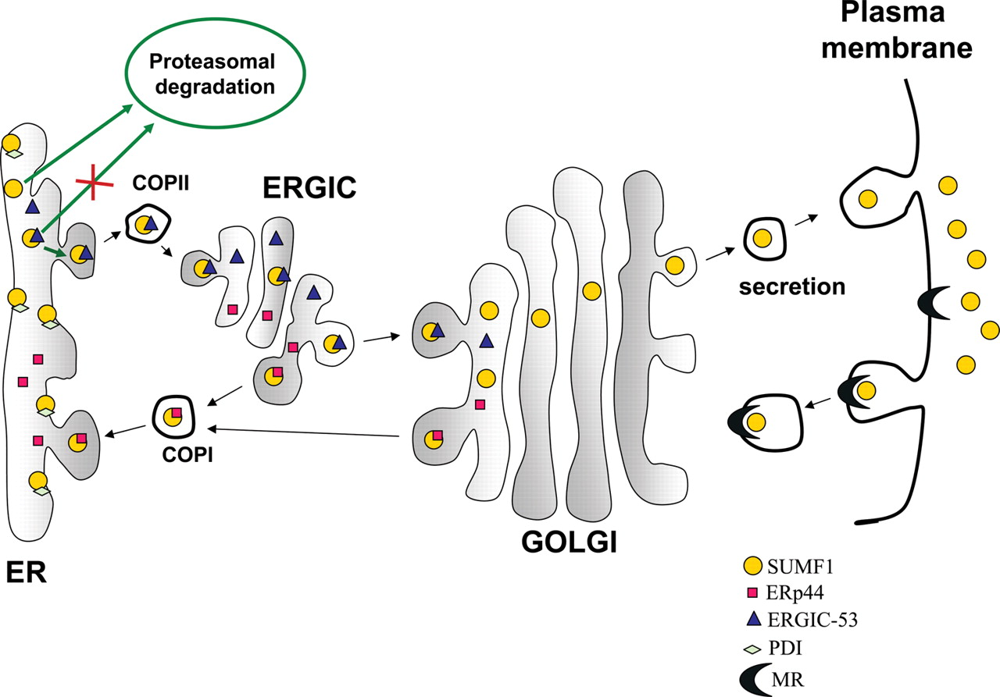 Plasma
membrane
Proteasomal
degradation
COPII
ERGIC
secretion
COPI
GOLGI
ER
SUMF1
ERp44
ERGIC-53
PDI
MR